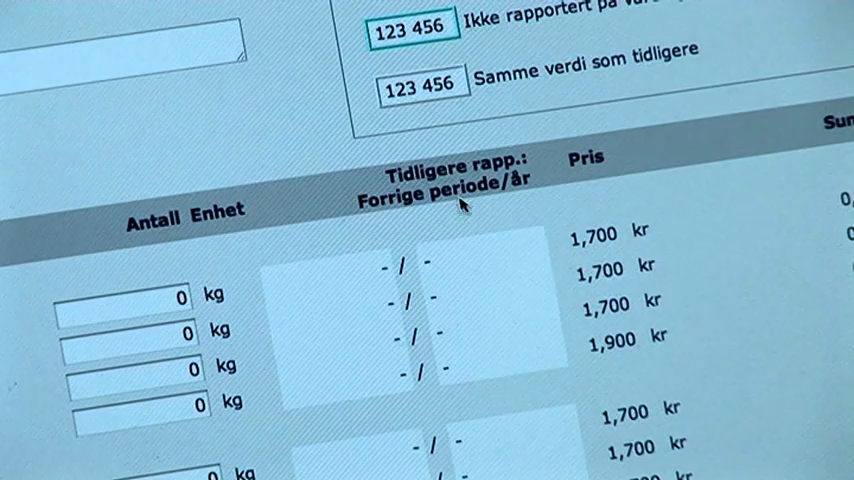 123 456 Ikke rapportert på
123 456 Samme verdi som tidligere
Antall Enhet Tidligere rapp.: Pris
Forrige periode/år
0 kg - / - 1,700 kr
0 kg - / - 1,700 kr
0 kg - / - 1,700 kr
0 kg - / - 1,900 kr
- / - 1,700 kr
0 kg / - 1,700 kr
kr